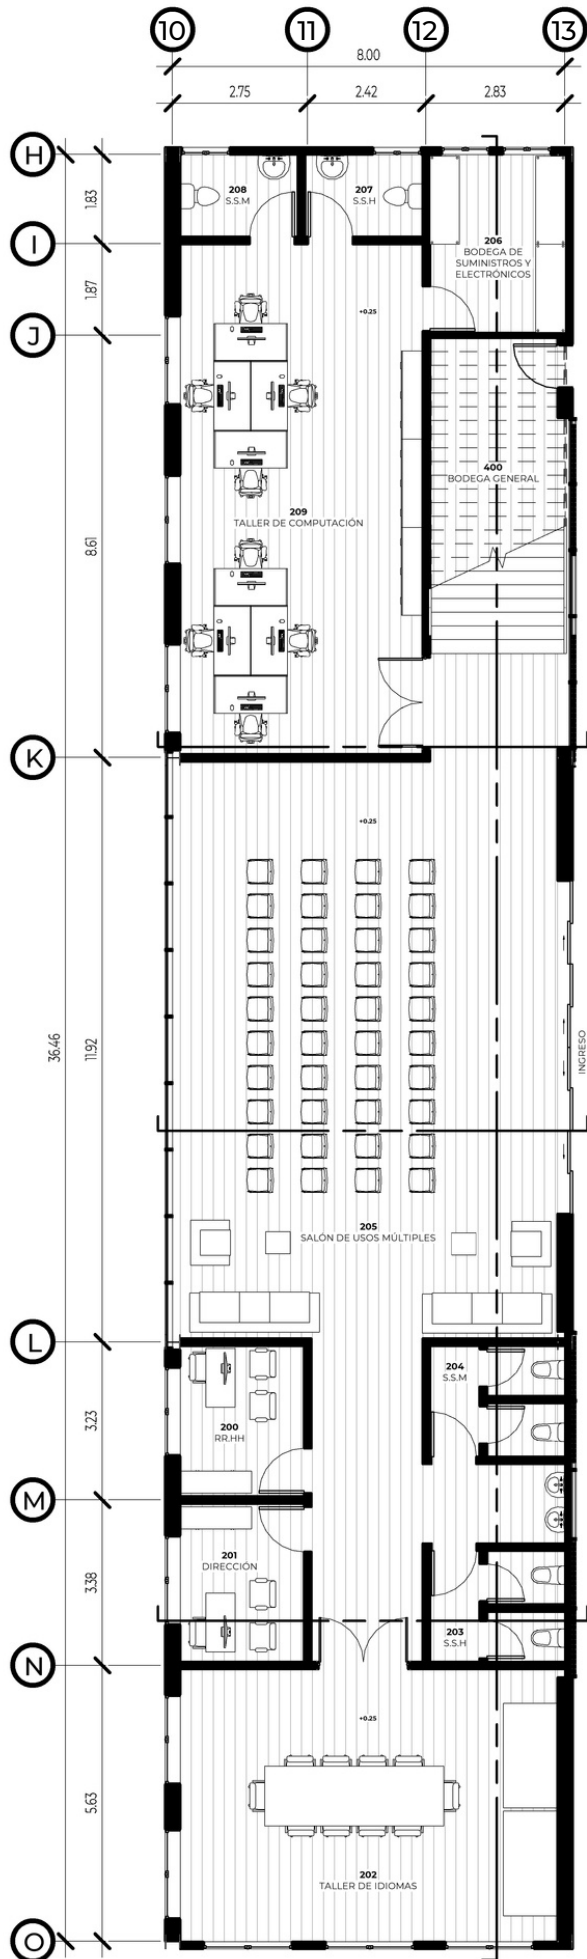 10
11
12
13
8.00
2.75
2.42
2.83
H
1.83
208
S.S.M
207
S.S.H
206
BODEGA DE
SUMINISTROS Y
ELECTRÓNICOS
I
1.87
+0.25
J
400
BODEGA GENERAL
209
TALLER DE COMPUTACIÓN
8.61
K
+0.25
36.46
11.92
INGRESO
205
SALÓN DE USOS MÚLTIPLES
L
204
S.S.M
3.23
200
RR.HH
M
201
DIRECCIÓN
3.38
203
S.S.H
N
+0.25
5.63
202
TALLER DE IDIOMAS
O